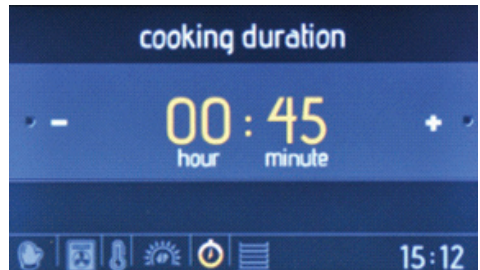 cooking duration
- 00 : 45 +
hour minute
15:12